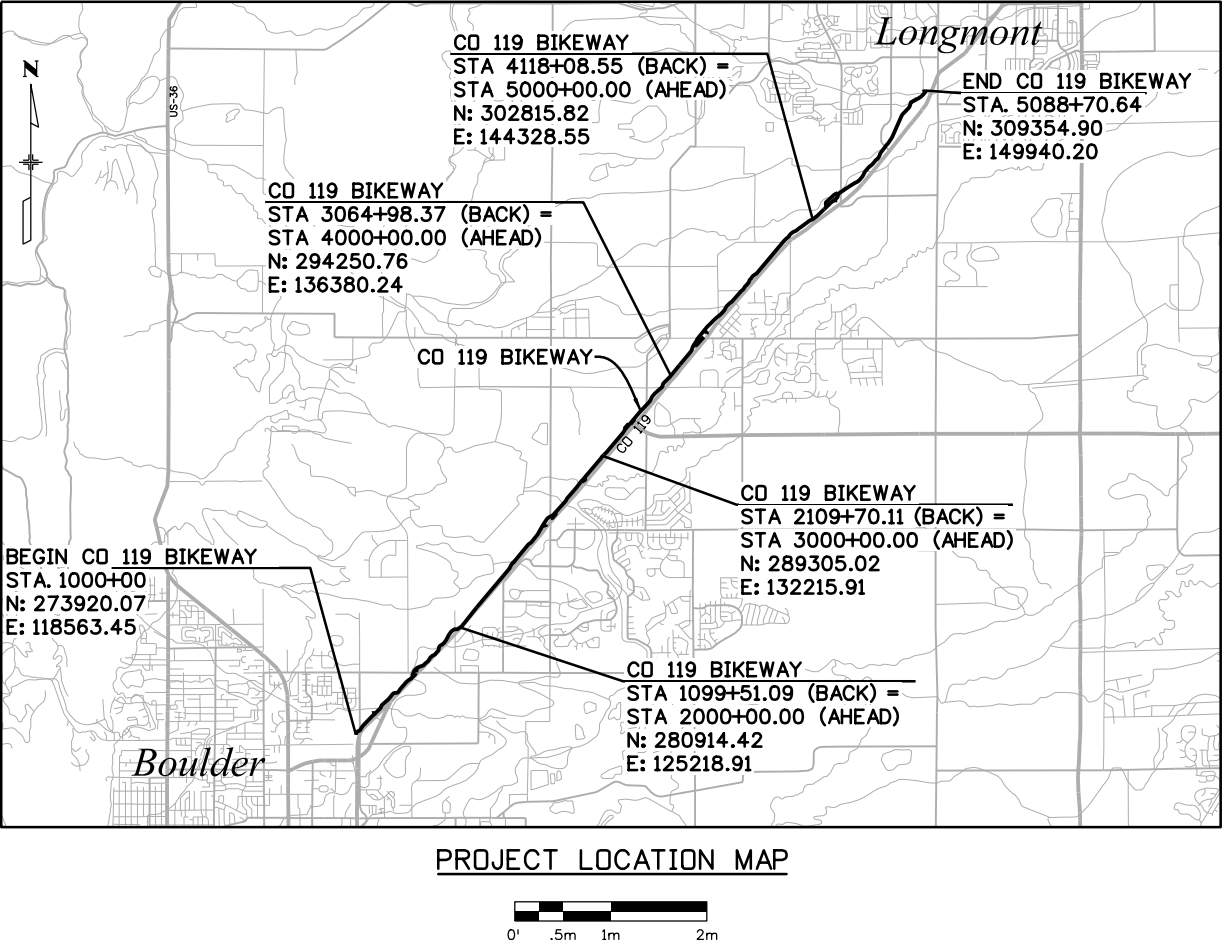 Longmont
CO 119 BIKEWAY
STA 4118+08.55 (BACK) =
STA 5000+00.00 (AHEAD)
N: 302815.82
E: 144328.55
END CO 119 BIKEWAY
STA. 5088+70.64
N: 309354.90
E: 149940.20
N
US-36
CO 119 BIKEWAY
STA 3064+98.37 (BACK) =
STA 4000+00.00 (AHEAD)
N: 294250.76
E: 136380.24
CO 119 BIKEWAY
CO 119
CO 119 BIKEWAY
STA 2109+70.11 (BACK) =
STA 3000+00.00 (AHEAD)
N: 289305.02
E: 132215.91
BEGIN CO 119 BIKEWAY
STA. 1000+00
N: 273920.07
E: 118563.45
CO 119 BIKEWAY
STA 1099+51.09 (BACK) =
STA 2000+00.00 (AHEAD)
N: 280914.42
E: 125218.91
Boulder
PROJECT LOCATION MAP
0' .5m 1m 2m